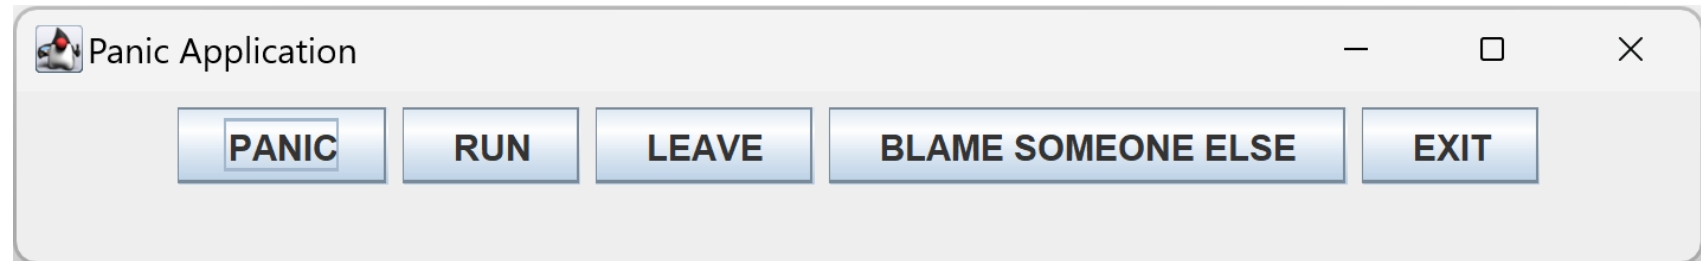 Panic Application
PANIC RUN LEAVE BLAME SOMEONE ELSE EXIT